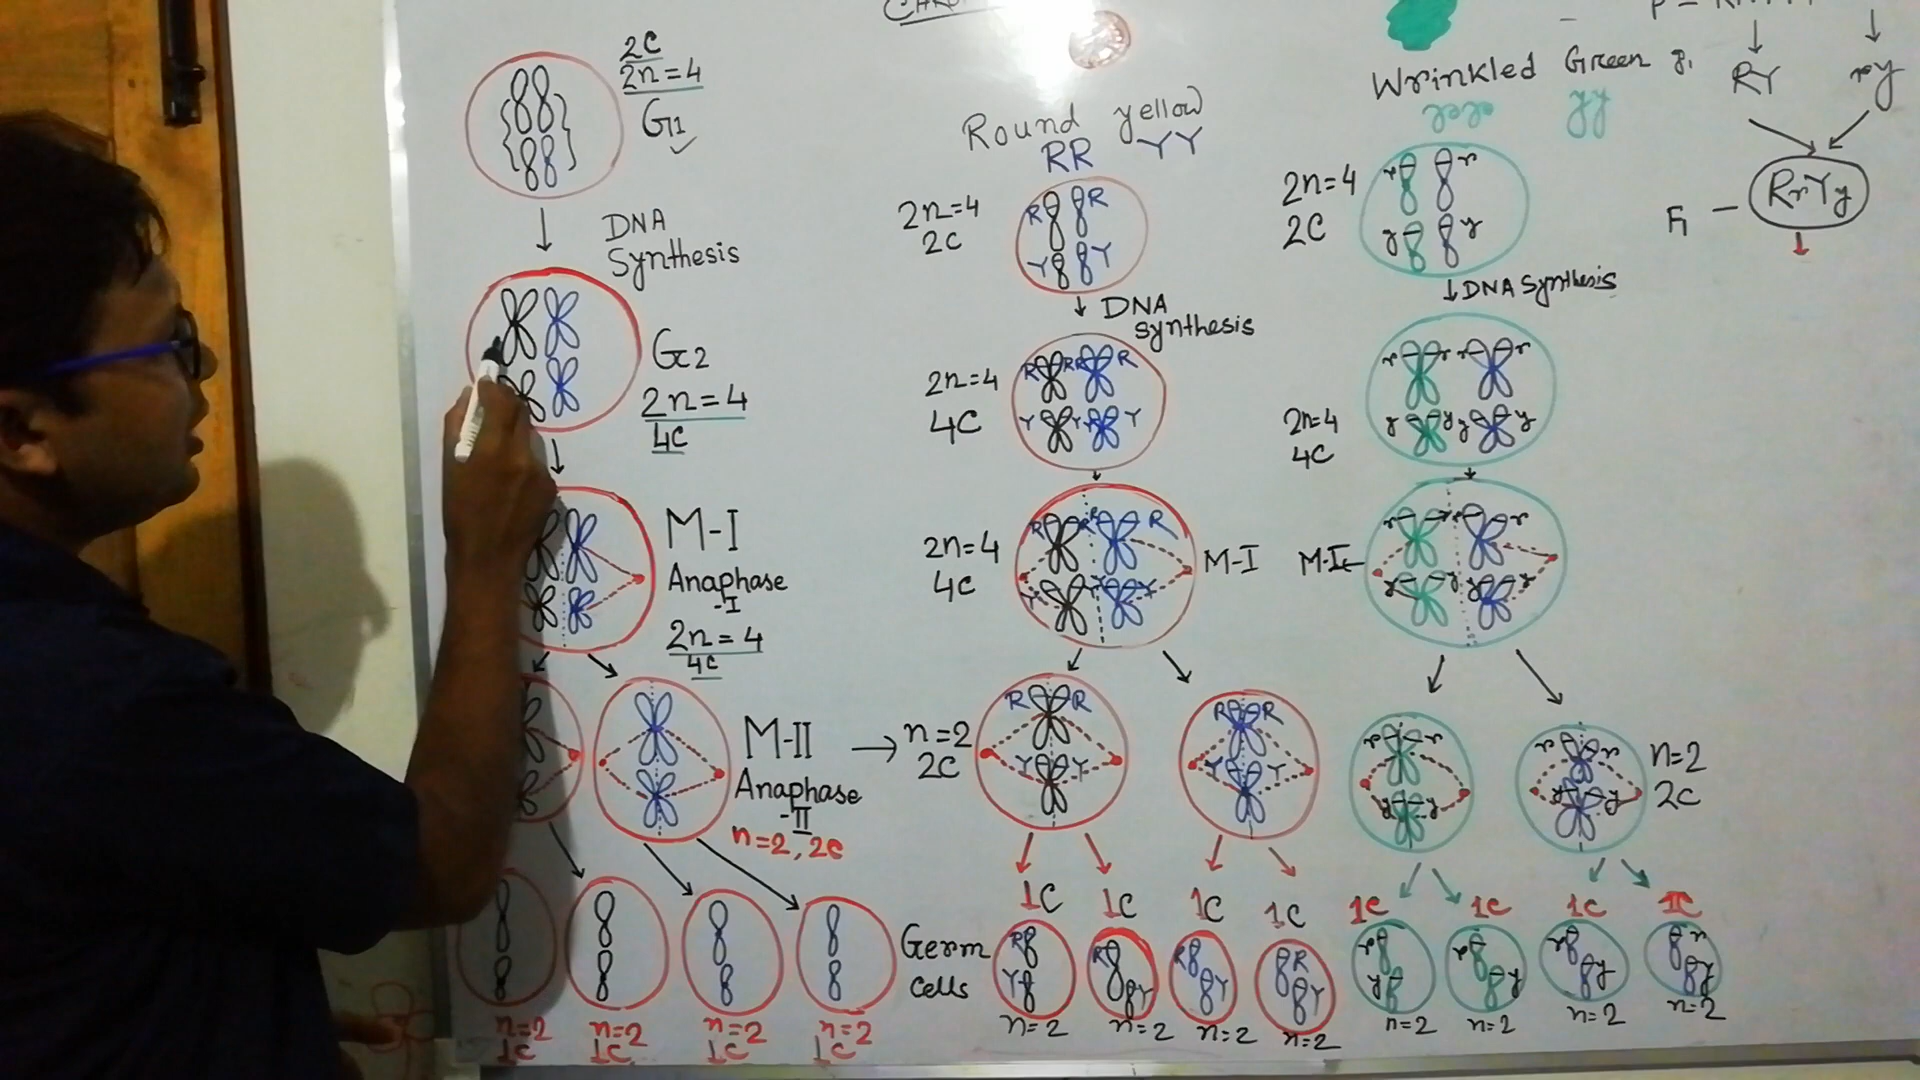 2C
2n=4
G1
DNA
Synthesis
G2
2n=4
4C
M-I
Anaphase
-I
2n=4
4C
M-II
Anaphase
-II
n=2, 2C
Germ
cells
n=2
1C
n=2
1C
n=2
1C
n=2
1C
Round yellow
RR YY
2n=4
2C
R R
Y Y
DNA
synthesis
2n=4
4C
R R R R
Y Y Y Y
2n=4
4C
R R R
Y Y Y
M-I
n=2
2C
R R
Y Y
R R
Y Y
1C 1C 1C 1C
R R R R
Y Y Y Y
n=2 n=2 n=2 n=2
Wrinkled Green
rr yy
2n=4
2C
r r
y y
DNA Synthesis
2n=4
4C
r r r r
y y y y
M-I
r r r
y y y y
r r
y y
r r
y y
n=2
2C
1C 1C 1C 1C
r r r r
y y y y
n=2 n=2 n=2 n=2
P -
RY ry
F1 - RrYy